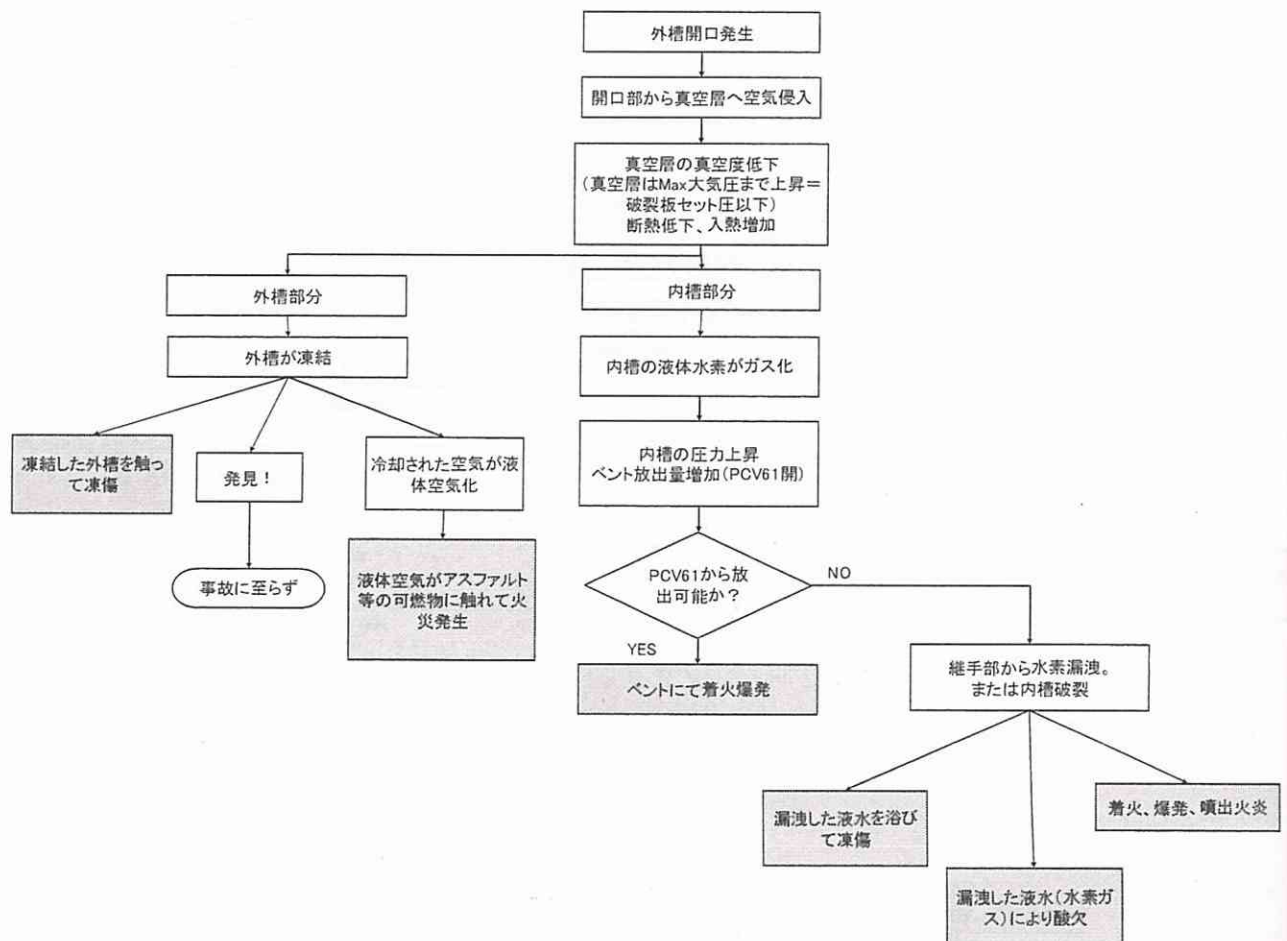 外槽開口発生
開口部から真空層へ空気侵入
真空層の真空度低下
(真空層はMax大気圧まで上昇＝
破裂板セット圧以下)
断熱低下、入熱増加
外槽部分
内槽部分
外槽が凍結
内槽の液体水素がガス化
凍結した外槽を触っ
て凍傷
発見！
冷却された空気が液
体空気化
内槽の圧力上昇
ベント放出量増加(PCV61開)
事故に至らず
液体空気がアスファルト
等の可燃物に触れて火
災発生
PCV61から放
出可能か？
NO
YES
ベントにて着火爆発
継手部から水素漏洩。
または内槽破裂
漏洩した液水を浴び
て凍傷
着火、爆発、噴出火炎
漏洩した液水(水素ガ
ス)により酸欠